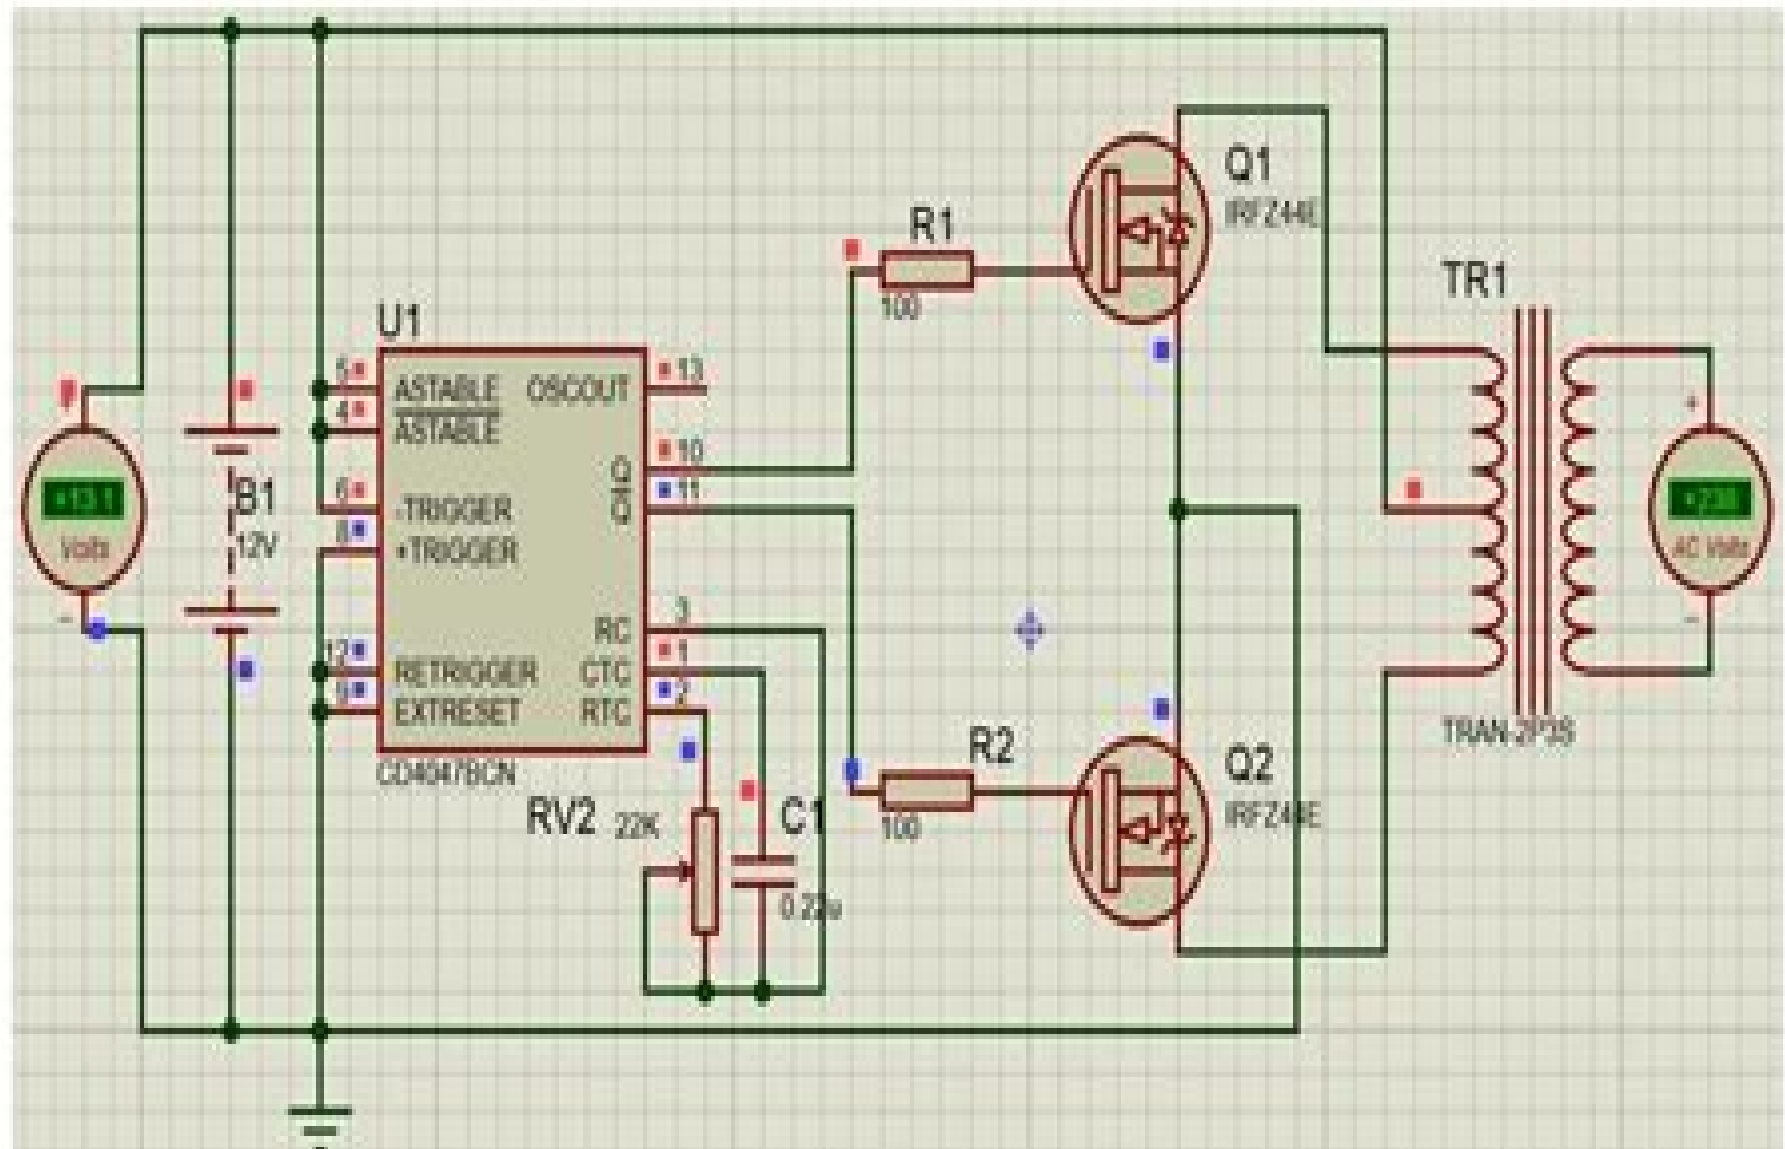 Q1
IRFZ44E
R1
100
TR1
U1
5
ASTABLE
OSCOUT
13
4
ASTABLE
10
Q
11
Q
6
-TRIGGER
8
+TRIGGER
B1
12V
Volts
AC Volts
+
-
-
3
RC
12
RETRIGGER
CTC
1
9
EXTRESET
RTC
2
CD4047BCN
TRAN-2P3S
R2
100
Q2
IRFZ44E
RV2
22K
C1
0.22u